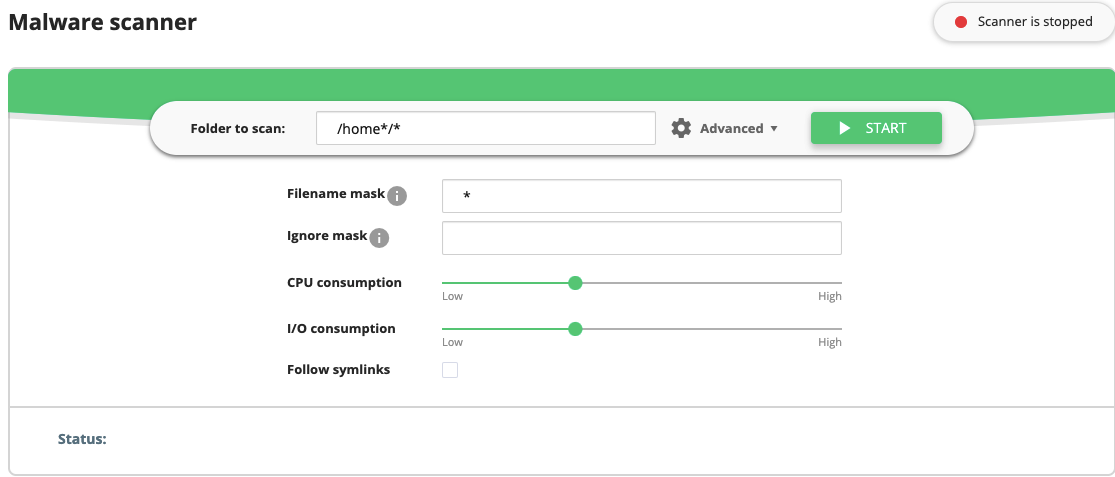 Malware scanner
Scanner is stopped
Folder to scan: /home*/* Advanced START
Filename mask i *
Ignore mask i
CPU consumption
Low High
I/O consumption
Low High
Follow symlinks
Status: